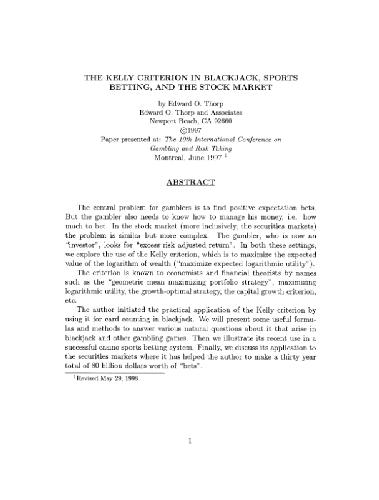 THE KELLY CRITERION IN BLACKJACK, SPORTS
BETTING, AND THE STOCK MARKET
by Edward O. Thorp
Edward O. Thorp and Associates
Newport Beach, CA 92660
©1997
Paper presented at: The 10th International Conference on
Gambling and Risk Taking
Montreal, June 1997 1
ABSTRACT
The central problem for gamblers is to find positive expectation bets.
But the gambler also needs to know how to manage his money, i.e. how
much to bet. In the stock market (more inclusively, the securities markets)
the problem is similar but more complex. The gambler, who is now an
"investor", looks for "excess risk adjusted return". In both these settings,
we explore the use of the Kelly criterion, which is to maximize the expected
value of the logarithm of wealth ("maximize expected logarithmic utility").
The criterion is known to economists and financial theorists by names
such as the "geometric mean maximizing portfolio strategy", maximizing
logarithmic utility, the growth-optimal strategy, the capital growth criterion,
etc.
The author initiated the practical application of the Kelly criterion by
using it for card counting in blackjack. We will present some useful formu-
las and methods to answer various natural questions about it that arise in
blackjack and other gambling games. Then we illustrate its recent use in a
successful casino sports betting system. Finally, we discuss its application to
the securities markets where it has helped the author to make a thirty year
total of 80 billion dollars worth of "bets".
1 Revised May 29, 1998.
1